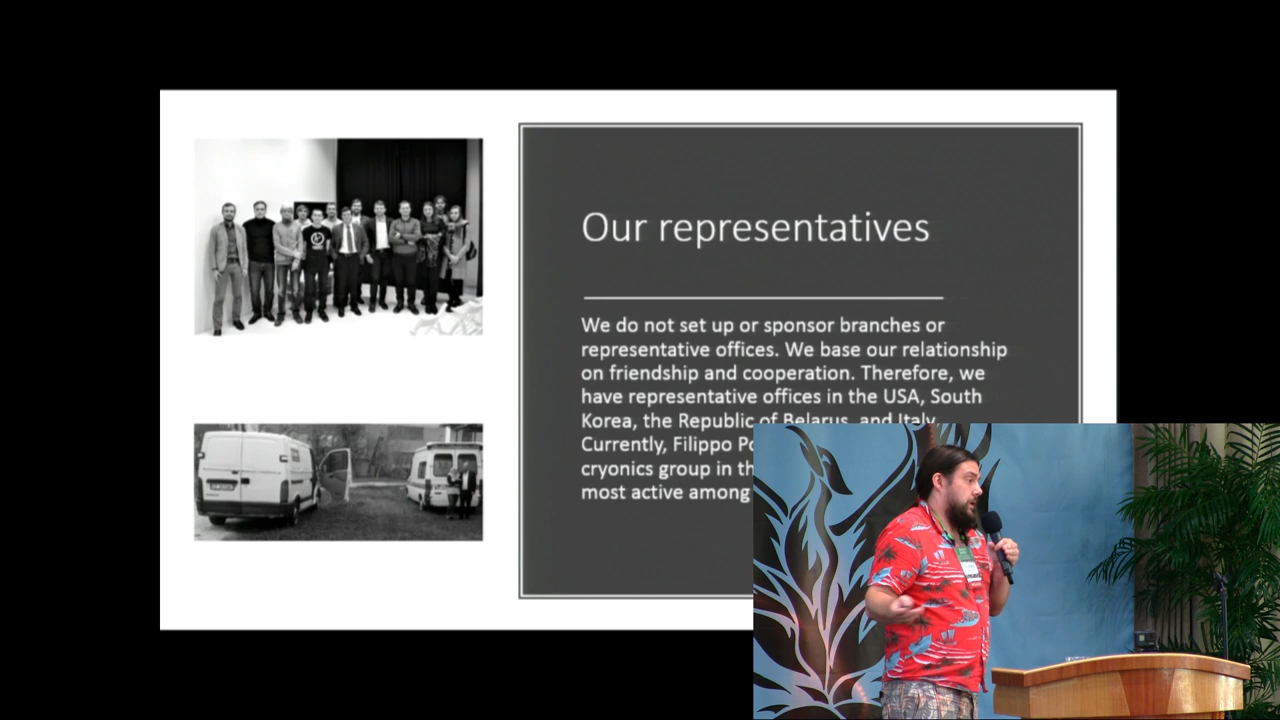 Our representatives
We do not set up or sponsor branches or
representative offices. We base our relationship
on friendship and cooperation. Therefore, we
have representative offices in the USA, South
Korea, the Republic of Belarus, and Italy.
Currently, Filippo
cryonics group in
most active among